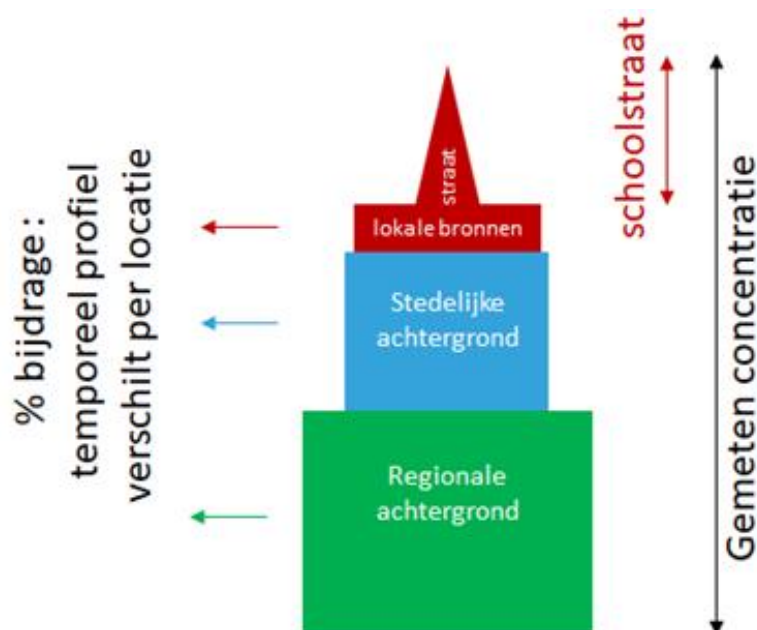 % bijdrage :
temporeel profiel
verschilt per locatie
straat
lokale bronnen
Stedelijke
achtergrond
Regionale
achtergrond
schoolstraat
Gemeten concentratie